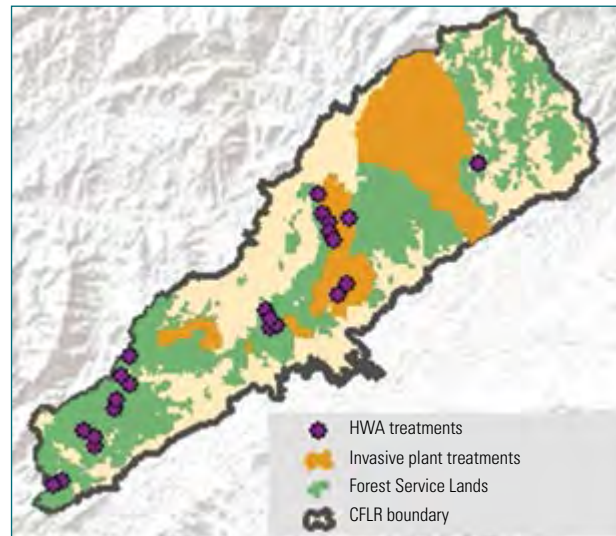 HWA treatments
Invasive plant treatments
Forest Service Lands
CFLR boundary